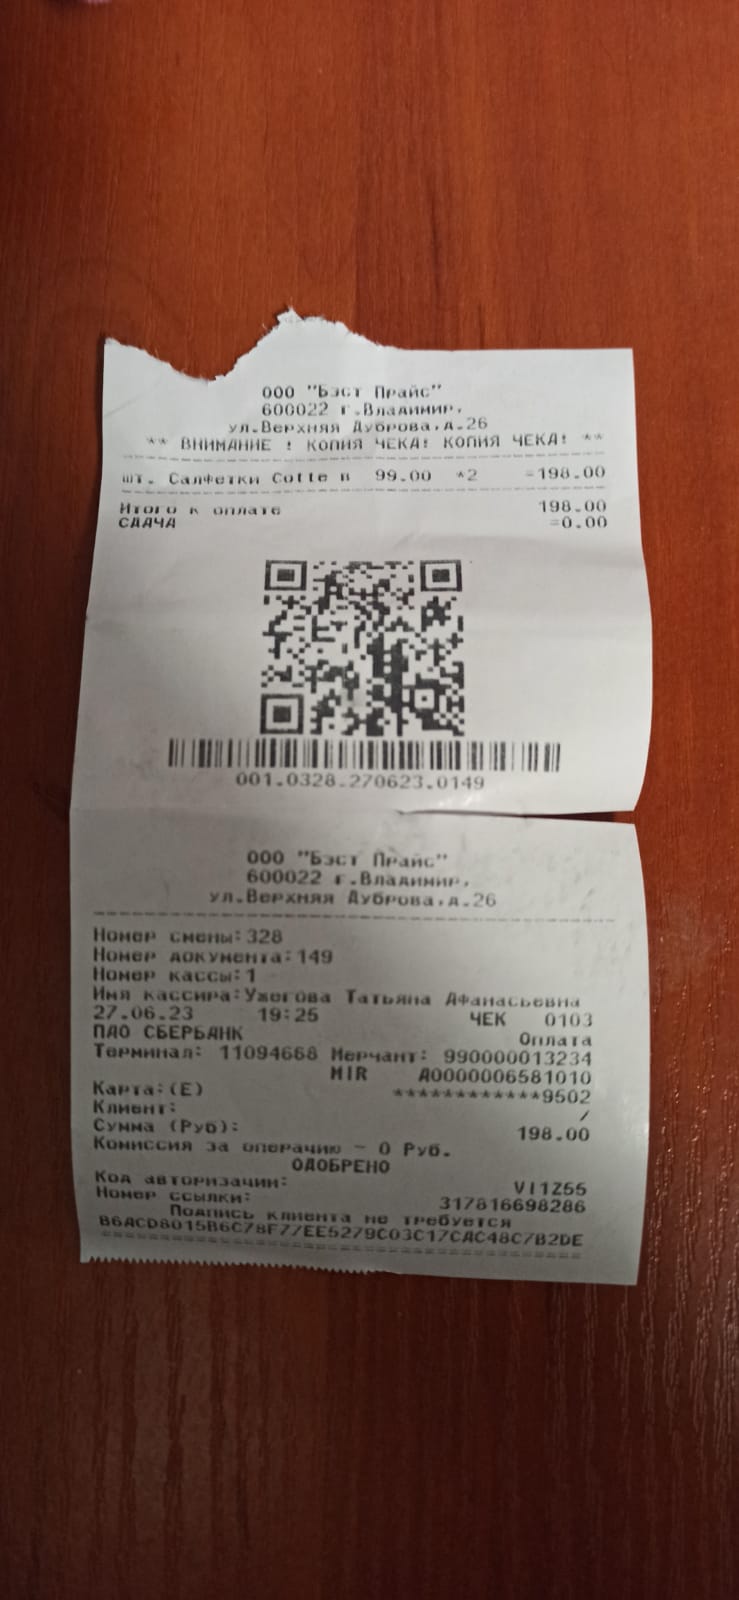 ООО "Бэст Прайс"
600022 г.Владимир,
ул.Верхняя Дуброва,д.26
** ВНИМАНИЕ ! КОПИЯ ЧЕКА! КОПИЯ ЧЕКА! **
шт. Салфетки Cotte в 99.00 *2 =198.00
Итого к оплате 198.00
СДАЧА =0.00
001.0328.270623.0149
ООО "Бэст Прайс"
600022 г.Владимир,
ул.Верхняя Дуброва,д.26
Номер смены:328
Номер документа:149
Номер кассы:1
Имя кассира:Ужегова Татьяна Афанасьевна
27.06.23 19:25 ЧЕК 0103
ПАО СБЕРБАНК Оплата
Терминал: 11094668 Мерчант: 990000013234
MIR A0000006581010
Карта:(E) ************9502
Клиент: /
Сумма (Руб): 198.00
Комиссия за операцию - 0 Руб.
ОДОБРЕНО
Код авторизации: VI1Z55
Номер ссылки: 317816698286
Подпись клиента не требуется
B6ACD8015B6C78F77EE5279C03C17CAC48C7B2DE